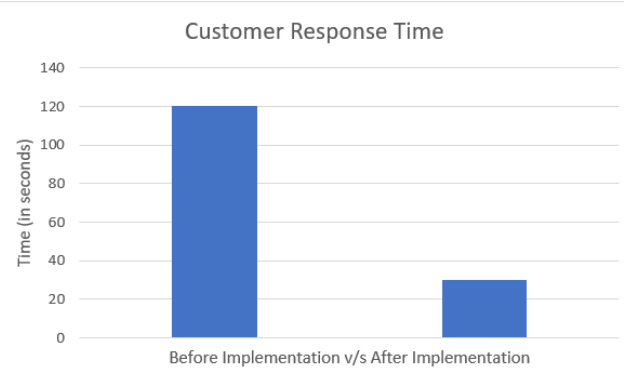 Customer Response Time
140
120
100
80
60
40
20
0
Time (in seconds)
Before Implementation v/s After Implementation